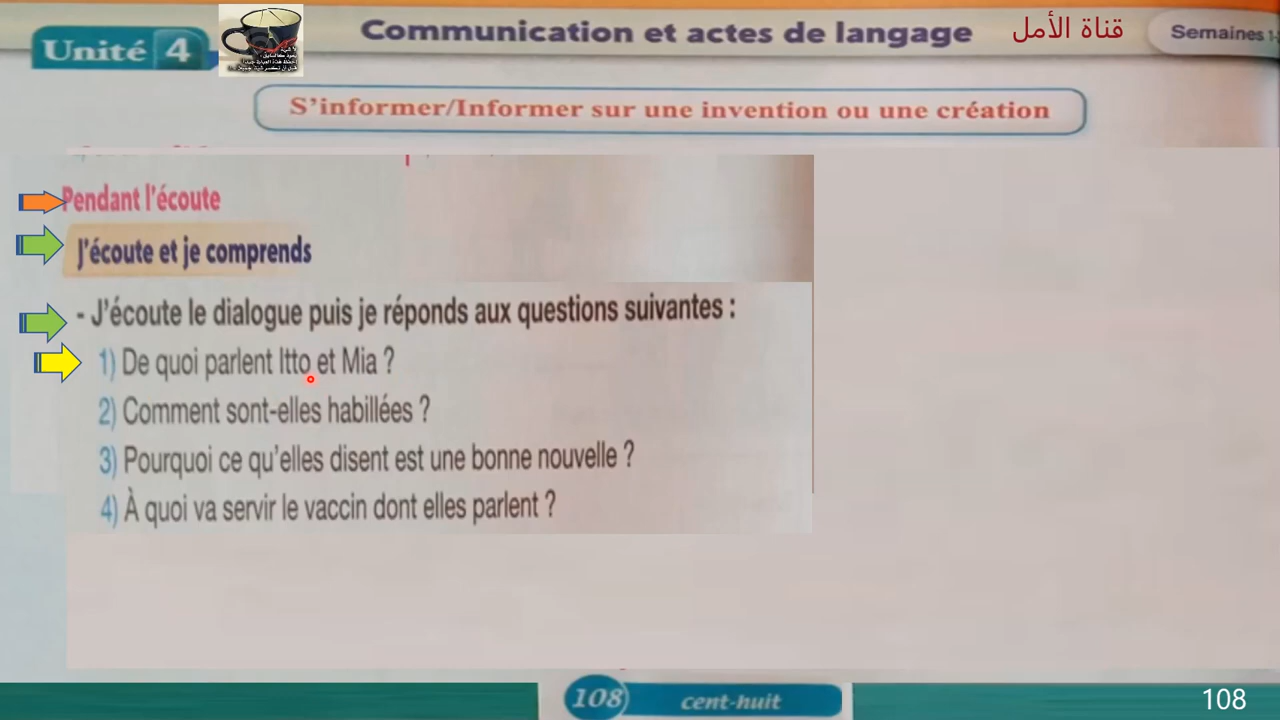 Unité 4
Communication et actes de langage
قناة الأمل
Semaines
S'informer/Informer sur une invention ou une création
Pendant l'écoute
J'écoute et je comprends
- J'écoute le dialogue puis je réponds aux questions suivantes :
1) De quoi parlent Itto et Mia ?
2) Comment sont-elles habillées ?
3) Pourquoi ce qu'elles disent est une bonne nouvelle ?
4) À quoi va servir le vaccin dont elles parlent ?
108 cent-huit
108